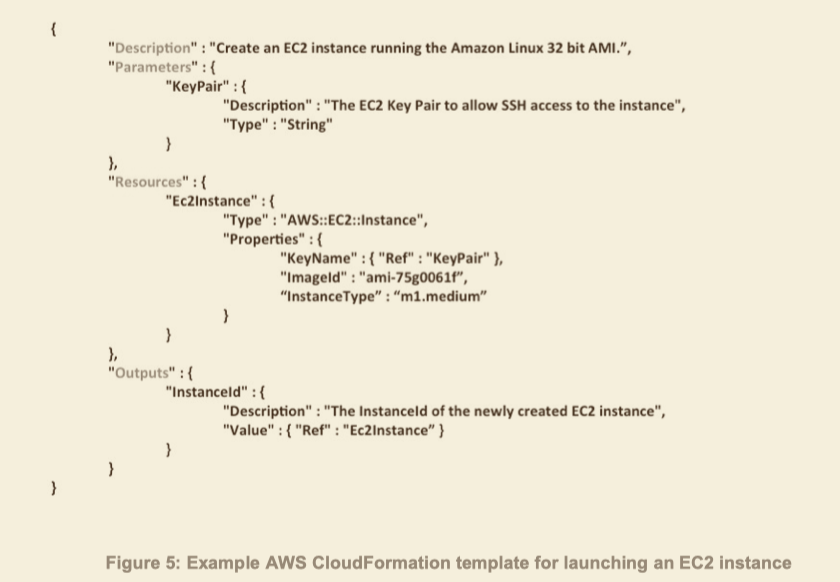 {
"Description" : "Create an EC2 instance running the Amazon Linux 32 bit AMI.”,
"Parameters" : {
"KeyPair" : {
"Description" : "The EC2 Key Pair to allow SSH access to the instance",
"Type" : "String"
}
},
"Resources" : {
"Ec2Instance" : {
"Type" : "AWS::EC2::Instance",
"Properties" : {
"KeyName" : { "Ref" : "KeyPair" },
"ImageId" : "ami-75g0061f”,
“InstanceType” : “m1.medium”
}
}
},
"Outputs" : {
"InstanceId" : {
"Description" : "The InstanceId of the newly created EC2 instance",
"Value" : { "Ref" : "Ec2Instance” }
}
}
}
Figure 5: Example AWS CloudFormation template for launching an EC2 instance